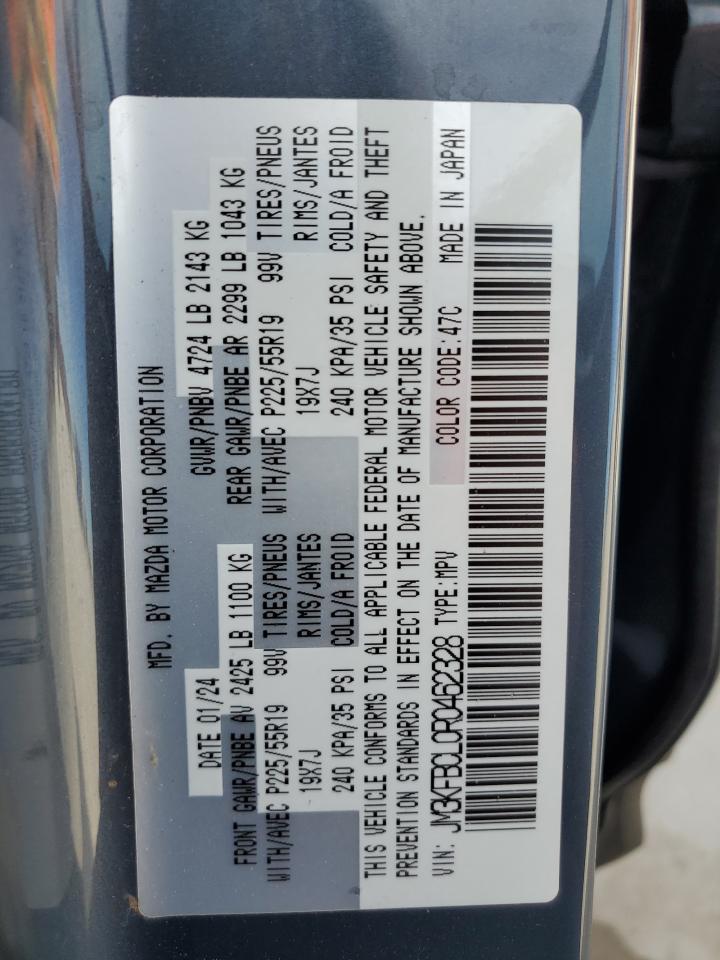 MFD. BY MAZDA MOTOR CORPORATION
DATE 01/24 GVWR/PNBV 4724 LB 2143 KG
FRONT GAWR/PNBE AV 2425 LB 1100 KG REAR GAWR/PNBE AR 2299 LB 1043 KG
WITH/AVEC P225/55R19 99V TIRES/PNEUS WITH/AVEC P225/55R19 99V TIRES/PNEUS
19X7J RIMS/JANTES 19X7J RIMS/JANTES
240 KPA/35 PSI COLD/A FROID 240 KPA/35 PSI COLD/A FROID
THIS VEHICLE CONFORMS TO ALL APPLICABLE FEDERAL MOTOR VEHICLE SAFETY AND THEFT
PREVENTION STANDARDS IN EFFECT ON THE DATE OF MANUFACTURE SHOWN ABOVE.
VIN: JM3KFBCL0R0462328 TYPE:MPV COLOR CODE:47C MADE IN JAPAN